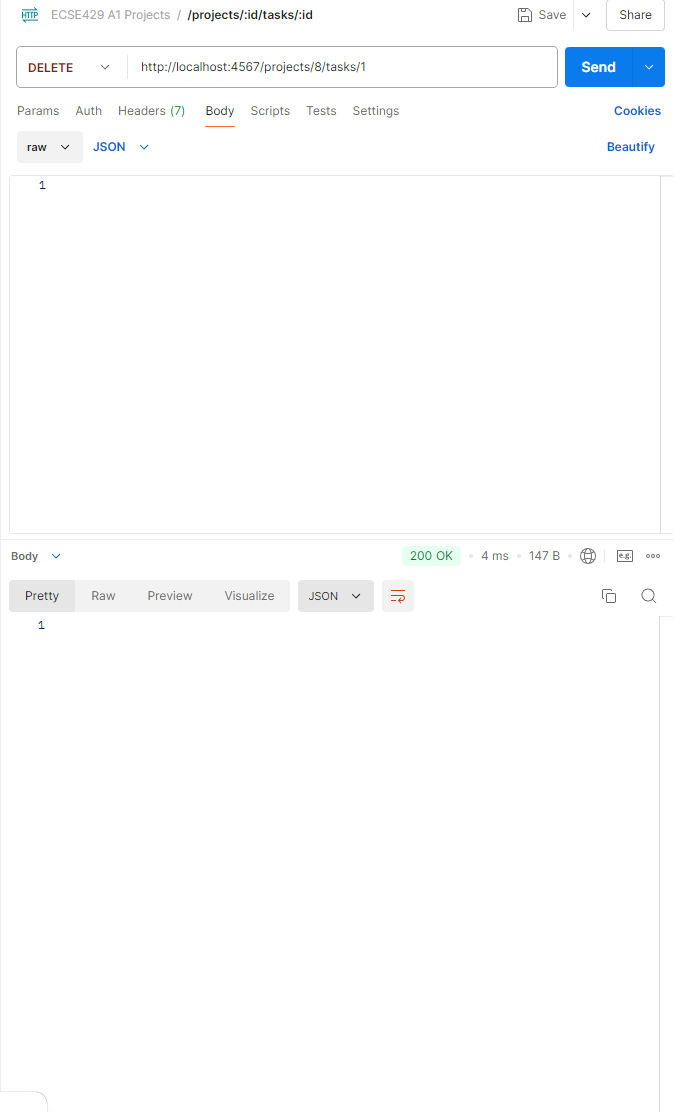 HTTP ECSE429 A1 Projects / /projects/:id/tasks/:id Save Share
DELETE http://localhost:4567/projects/8/tasks/1 Send
Params Auth Headers (7) Body Scripts Tests Settings Cookies
raw JSON Beautify
1
Body 200 OK • 4 ms • 147 B • e.g. ∘∘∘
Pretty Raw Preview Visualize JSON
1